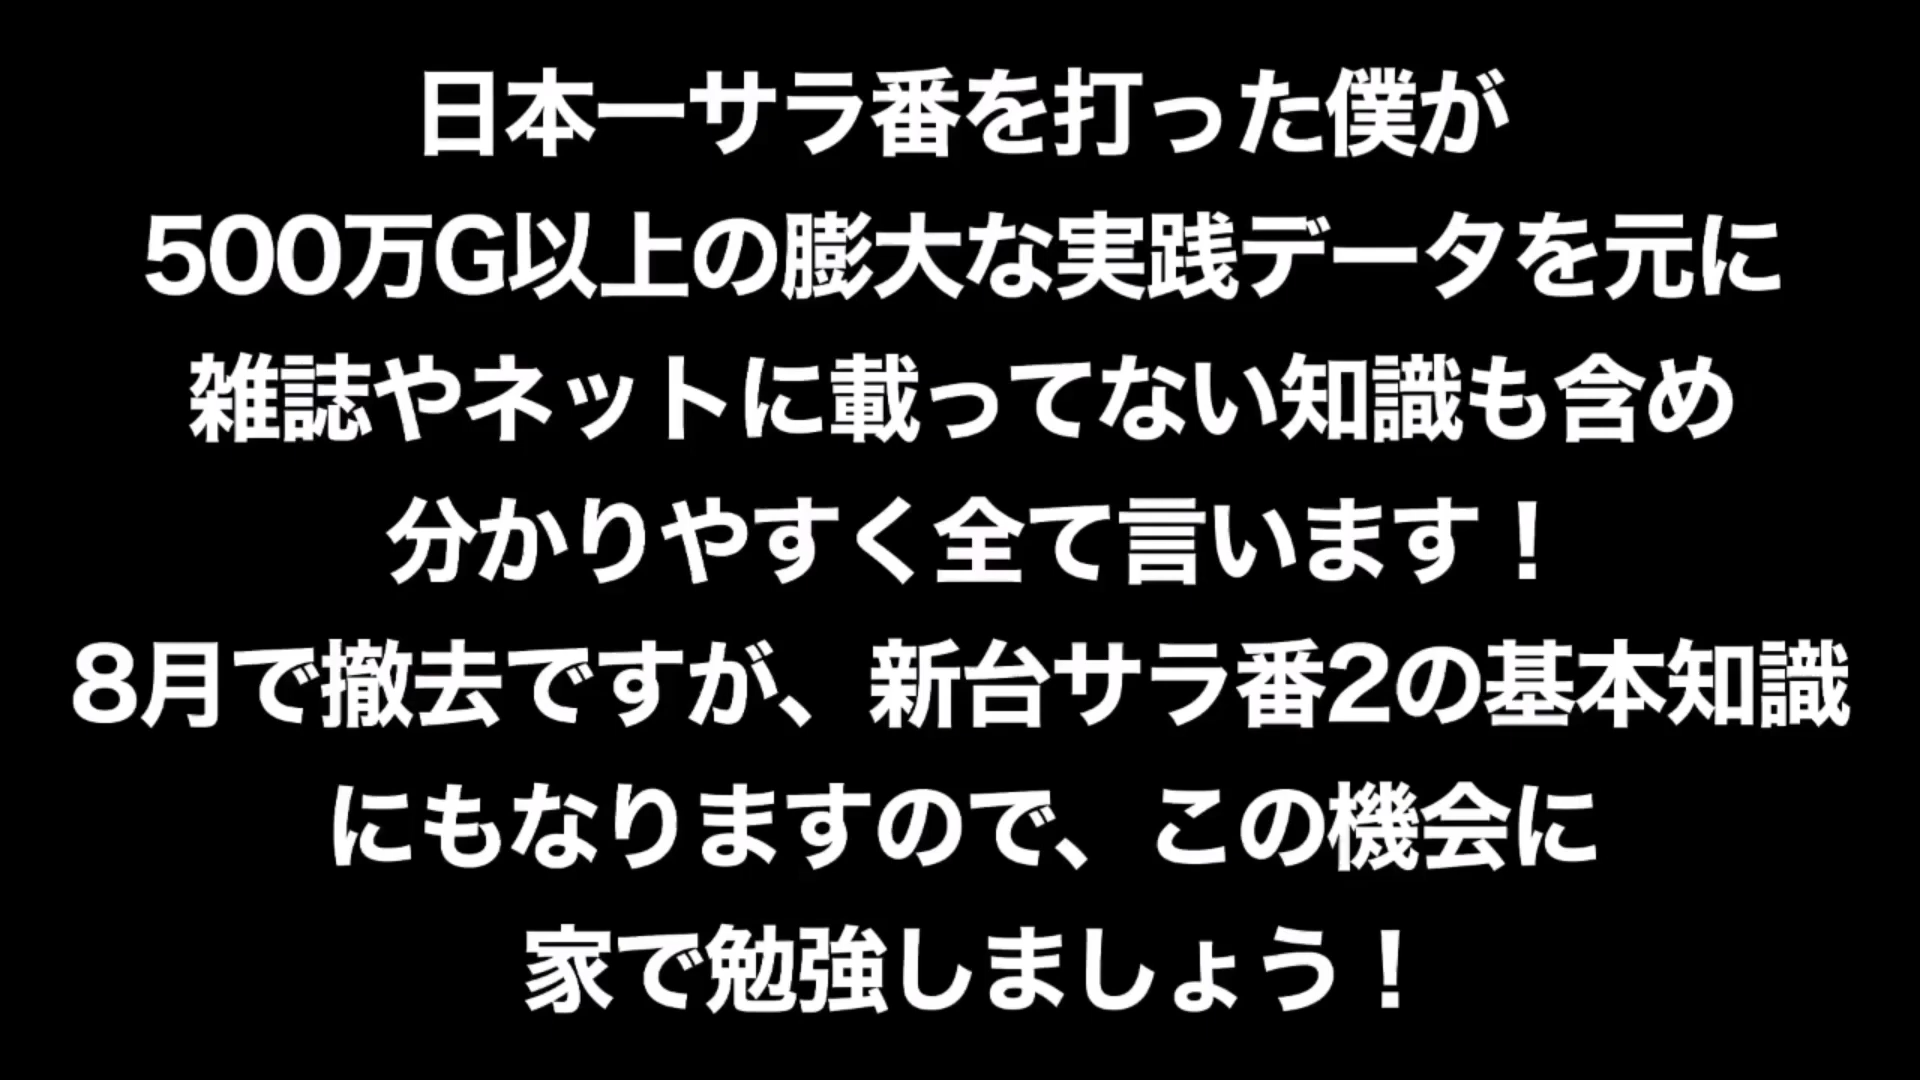 日本一サラ番を打った僕が
500万G以上の膨大な実践データを元に
雑誌やネットに載ってない知識も含め
分かりやすく全て言います！
8月で撤去ですが、新台サラ番2の基本知識
にもなりますので、この機会に
家で勉強しましょう！